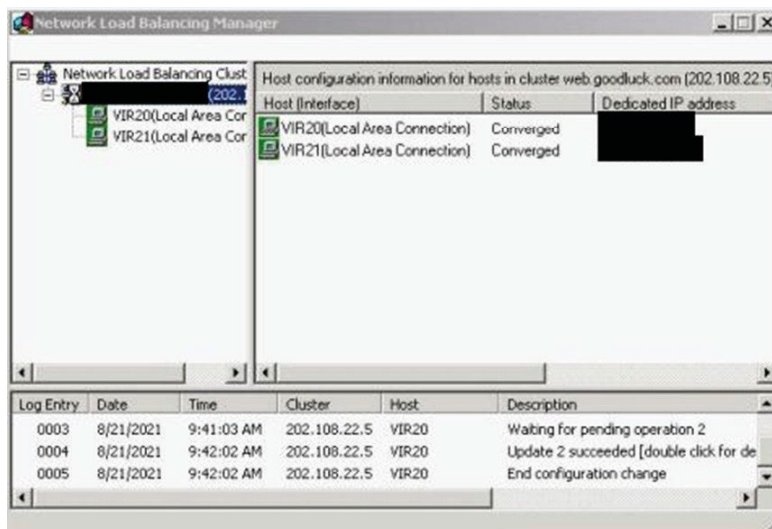 Network Load Balancing Manager
Network Load Balancing Clust
(202.1
VIR20(Local Area Cor
VIR21(Local Area Cor
Host configuration information for hosts in cluster web.goodluck.com (202.108.22.5)
Host (Interface) Status Dedicated IP address
VIR20(Local Area Connection) Converged
VIR21(Local Area Connection) Converged
Log Entry Date Time Cluster Host Description
0003 8/21/2021 9:41:03 AM 202.108.22.5 VIR20 Waiting for pending operation 2
0004 8/21/2021 9:42:02 AM 202.108.22.5 VIR20 Update 2 succeeded [double click for de
0005 8/21/2021 9:42:02 AM 202.108.22.5 VIR20 End configuration change